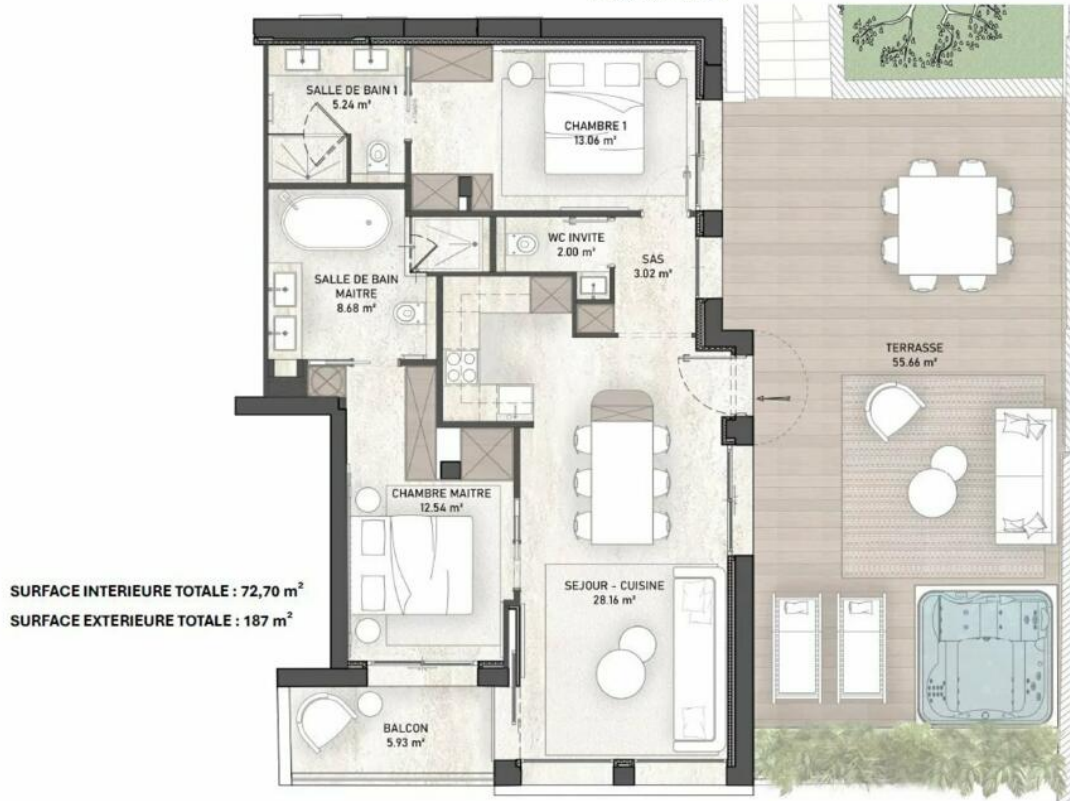 SALLE DE BAIN 1
5.24 m²
CHAMBRE 1
13.06 m²
WC INVITE
2.00 m²
SAS
3.02 m²
SALLE DE BAIN
MAITRE
8.68 m²
TERRASSE
55.66 m²
CHAMBRE MAITRE
12.54 m²
SEJOUR - CUISINE
28.16 m²
SURFACE INTERIEURE TOTALE : 72,70 m²
SURFACE EXTERIEURE TOTALE : 187 m²
BALCON
5.93 m²